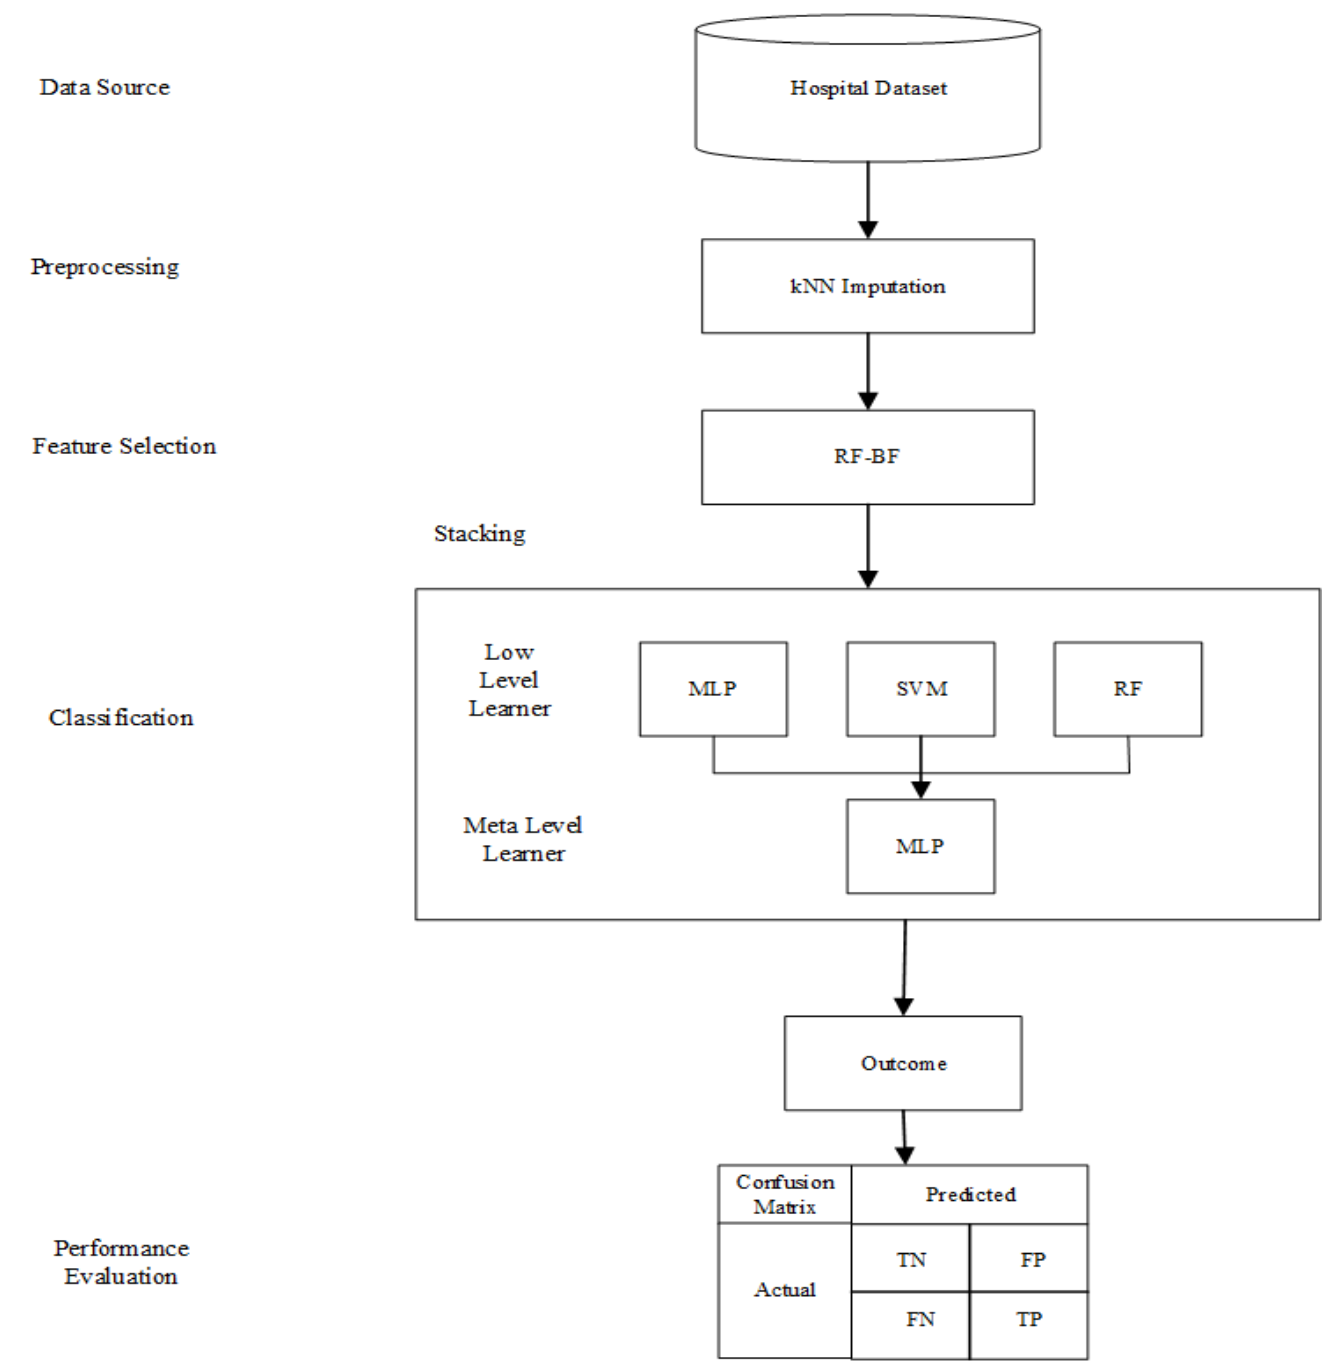 Data Source
Hospital Dataset
Preprocessing
kNN Imputation
Feature Selection
RF-BF
Stacking
Classification
Low
Level
Learner
MLP
SVM
RF
Meta Level
Learner
MLP
Outcome
Performance
Evaluation
Confusion
Matrix
Predicted
Actual
TN
FP
FN
TP